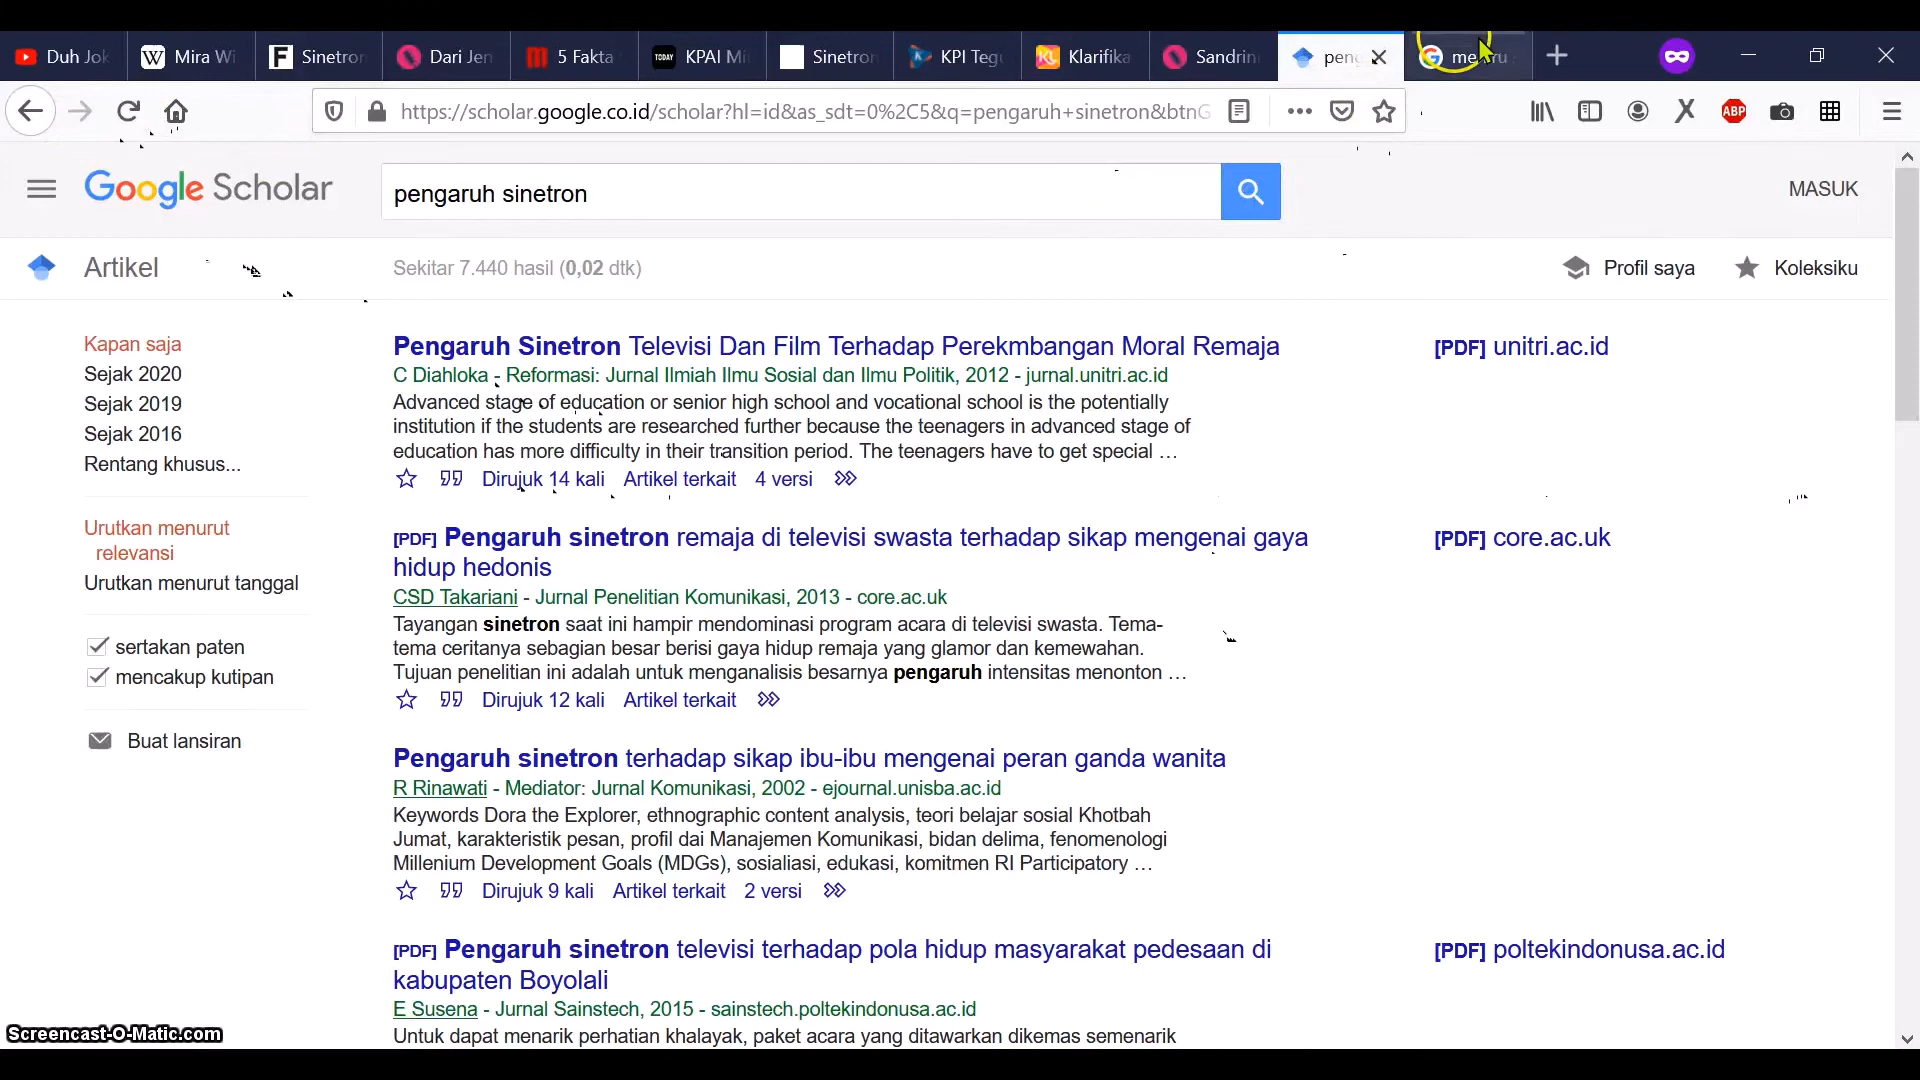 Duh Jok
Mira Wi
Sinetron
Dari Jen
5 Fakta
TODAY
KPAI Mi
Sinetron
KPI Tegu
Klarifika
Sandrin
peng
https://scholar.google.co.id/scholar?hl=id&as_sdt=0%2C5&q=pengaruh+sinetron&btnG
ABP
Google Scholar
pengaruh sinetron
MASUK
Artikel
Sekitar 7.440 hasil (0,02 dtk)
Profil saya
Koleksiku
Kapan saja
Sejak 2020
Sejak 2019
Sejak 2016
Rentang khusus...
Urutkan menurut
relevansi
Urutkan menurut tanggal
sertakan paten
mencakup kutipan
Buat lansiran
Pengaruh Sinetron Televisi Dan Film Terhadap Perekmbangan Moral Remaja
[PDF] unitri.ac.id
C Diahloka - Reformasi: Jurnal Ilmiah Ilmu Sosial dan Ilmu Politik, 2012 - jurnal.unitri.ac.id
Advanced stage of education or senior high school and vocational school is the potentially
institution if the students are researched further because the teenagers in advanced stage of
education has more difficulty in their transition period. The teenagers have to get special ...
Dirujuk 14 kali Artikel terkait 4 versi
[PDF] Pengaruh sinetron remaja di televisi swasta terhadap sikap mengenai gaya
hidup hedonis
[PDF] core.ac.uk
CSD Takariani - Jurnal Penelitian Komunikasi, 2013 - core.ac.uk
Tayangan sinetron saat ini hampir mendominasi program acara di televisi swasta. Tema-
tema ceritanya sebagian besar berisi gaya hidup remaja yang glamor dan kemewahan.
Tujuan penelitian ini adalah untuk menganalisis besarnya pengaruh intensitas menonton ...
Dirujuk 12 kali Artikel terkait
Pengaruh sinetron terhadap sikap ibu-ibu mengenai peran ganda wanita
R Rinawati - Mediator: Jurnal Komunikasi, 2002 - ejournal.unisba.ac.id
Keywords Dora the Explorer, ethnographic content analysis, teori belajar sosial Khotbah
Jumat, karakteristik pesan, profil dai Manajemen Komunikasi, bidan delima, fenomenologi
Millenium Development Goals (MDGs), sosialiasi, edukasi, komitmen RI Participatory ...
Dirujuk 9 kali Artikel terkait 2 versi
[PDF] Pengaruh sinetron televisi terhadap pola hidup masyarakat pedesaan di
kabupaten Boyolali
[PDF] poltekindonusa.ac.id
E Susena - Jurnal Sainstech, 2015 - sainstech.poltekindonusa.ac.id
Untuk dapat menarik perhatian khalayak, paket acara yang ditawarkan dikemas semenarik
Screencast-O-Matic.com